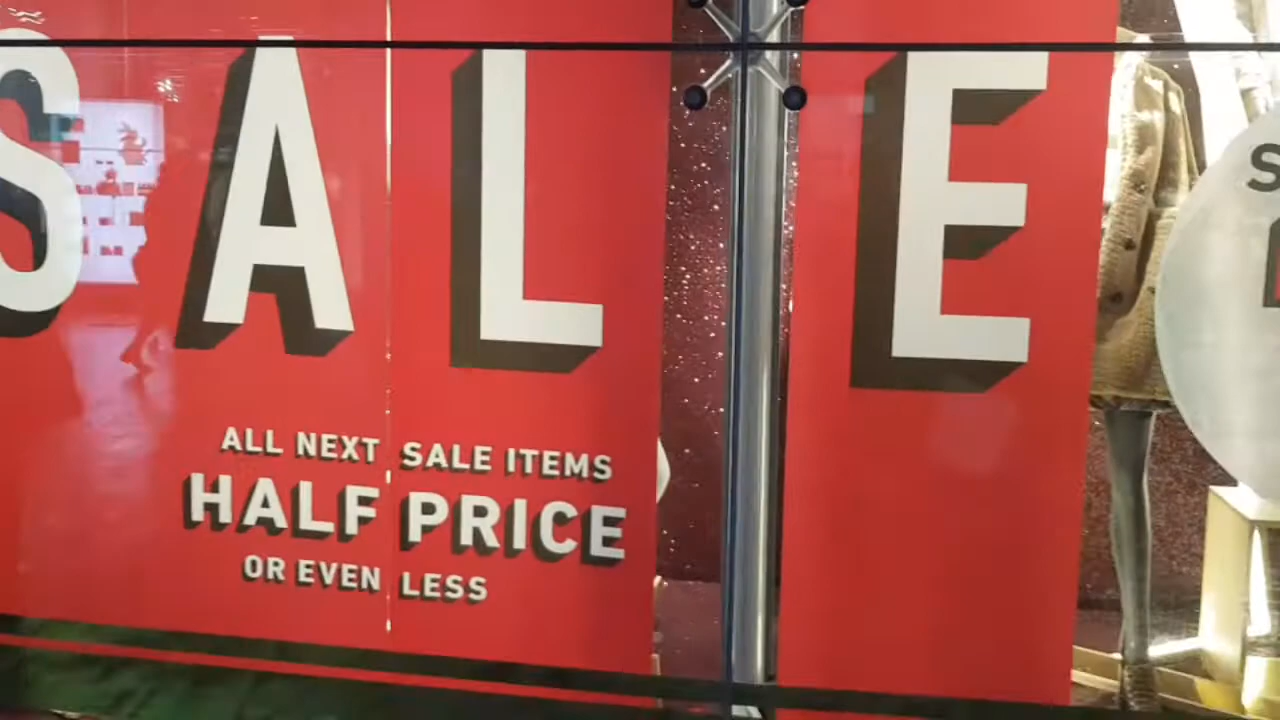 SALE
ALL NEXT SALE ITEMS
HALF PRICE
OR EVEN LESS